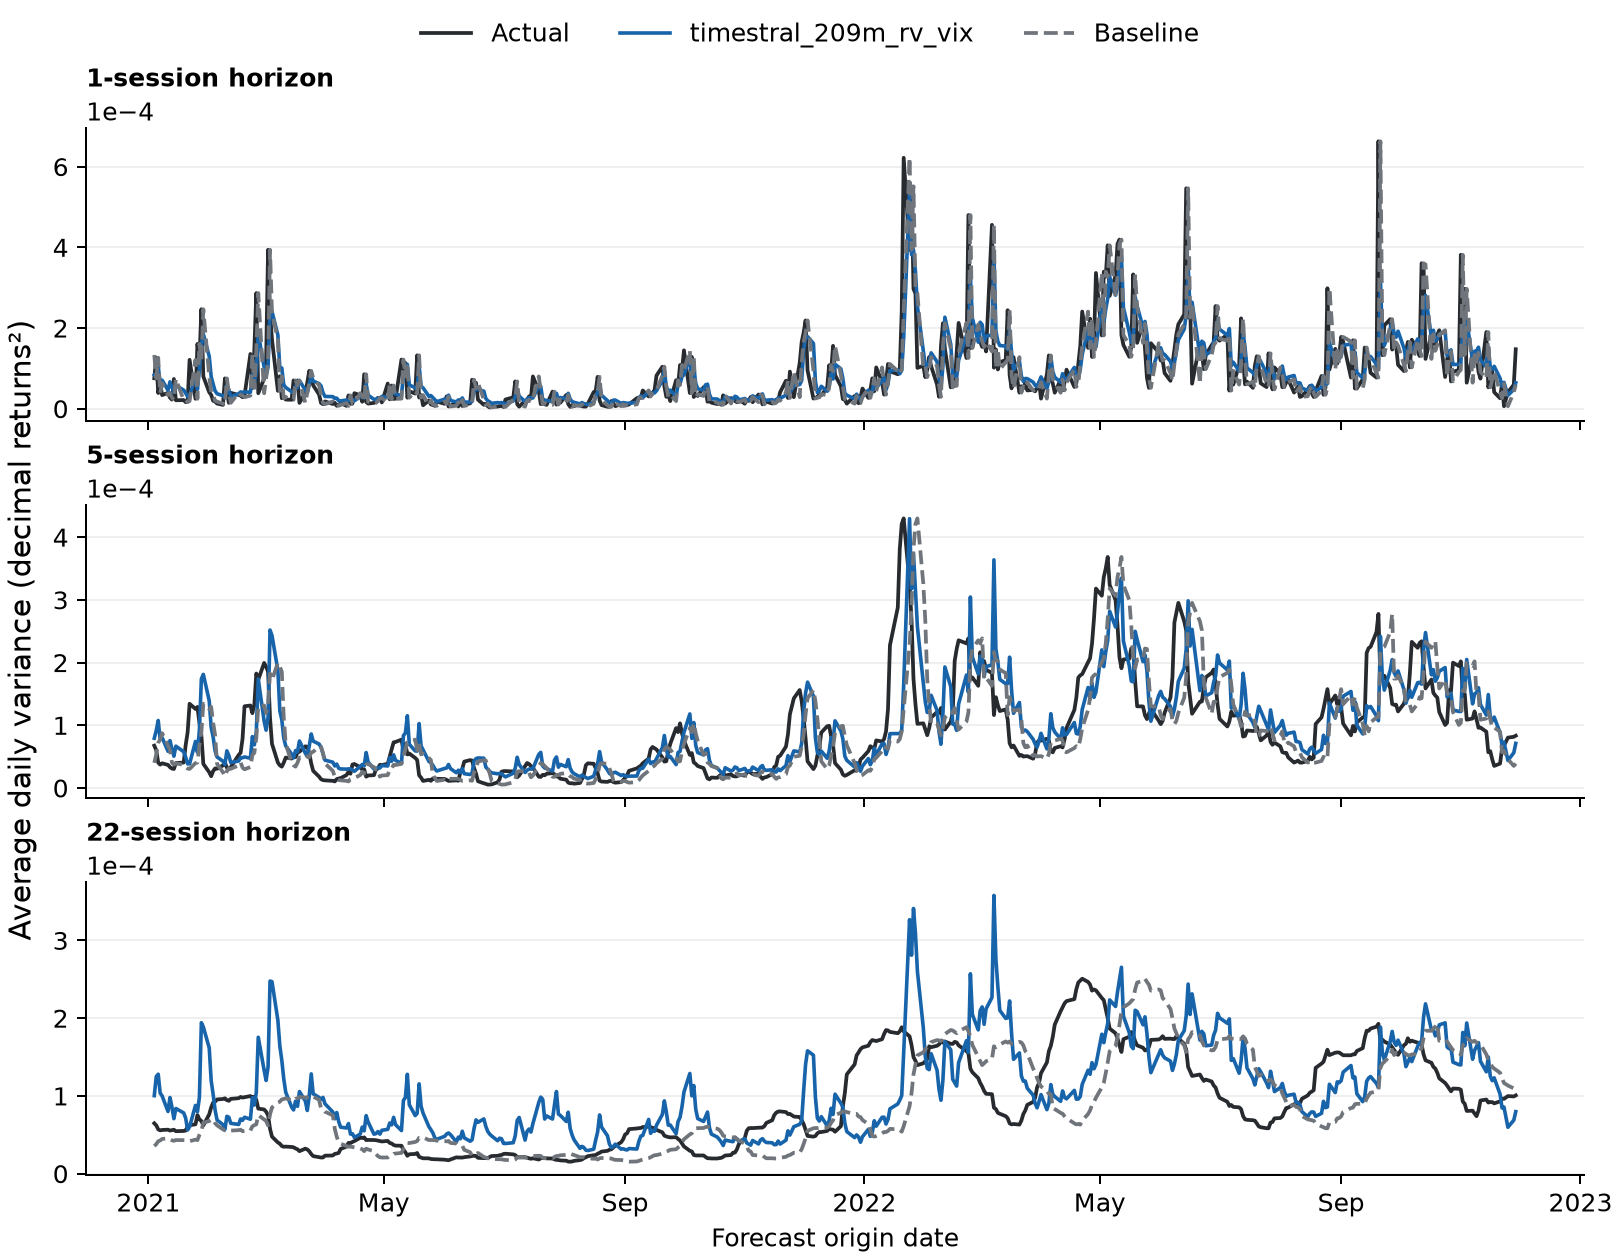 Actual timestral_209m_rv_vix Baseline
Average daily variance (decimal returns²)
1-session horizon
1e−4
6
4
2
0
5-session horizon
1e−4
4
3
2
1
0
22-session horizon
1e−4
3
2
1
0
2021 May Sep 2022 May Sep 2023
Forecast origin date